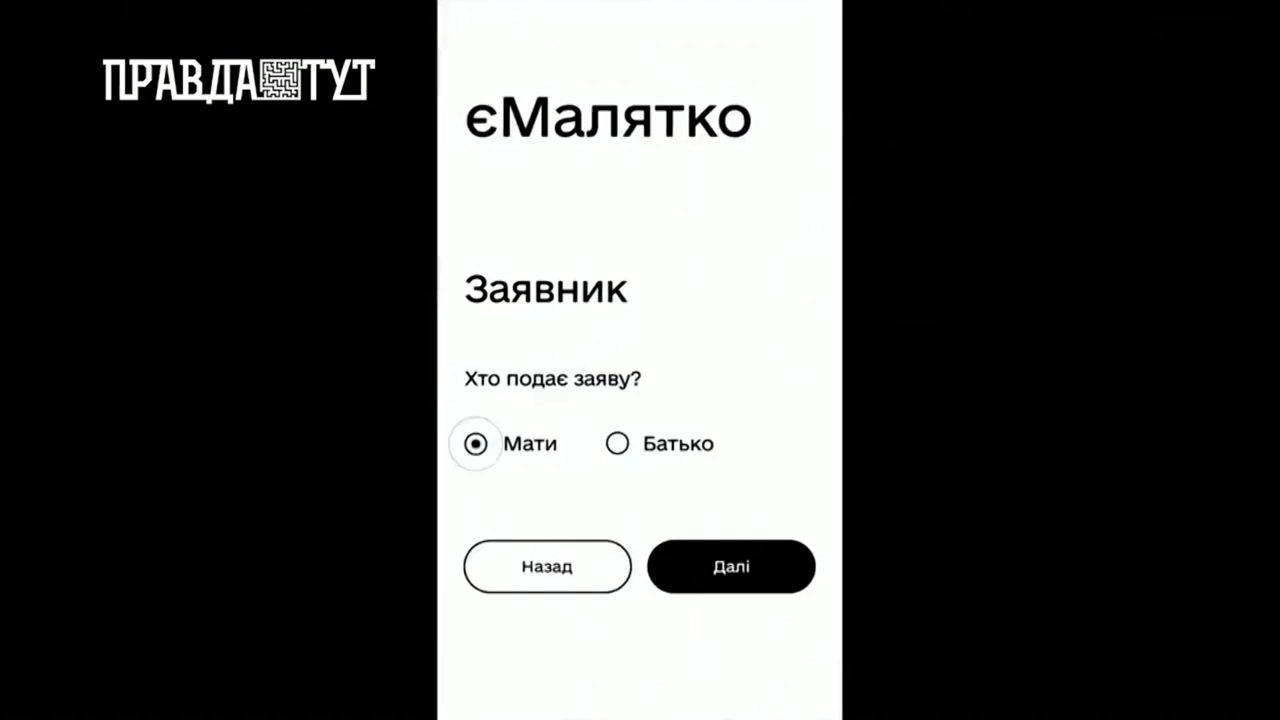 ПРАВДА ТУТ
єМалятко
Заявник
Хто подає заяву?
Мати
Батько
Назад
Далі